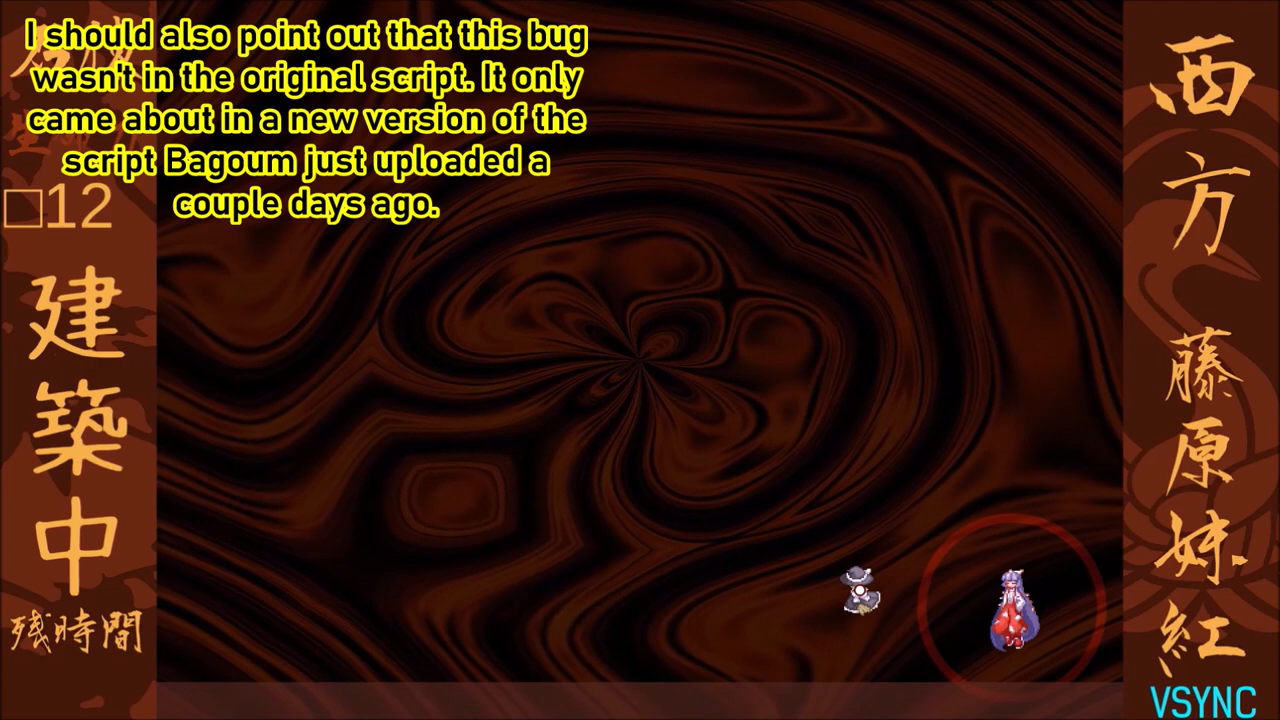 I should also point out that this bug
wasn't in the original script. It only
came about in a new version of the
script Bagoum just uploaded a
couple days ago.
□12
建築中
残時間
西方
藤原妹紅
VSYNC